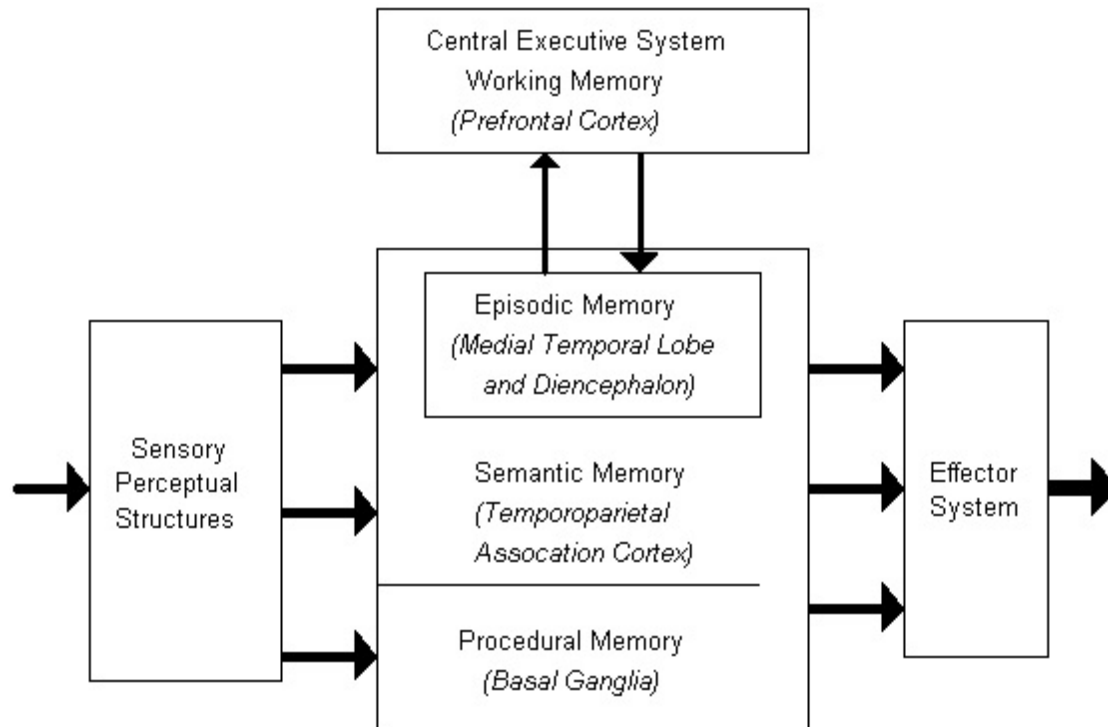 Central Executive System
Working Memory
(Prefrontal Cortex)
Episodic Memory
(Medial Temporal Lobe
and Diencephalon)
Sensory
Perceptual
Structures
Semantic Memory
(Temporoparietal
Assocation Cortex)
Effector
System
Procedural Memory
(Basal Ganglia)